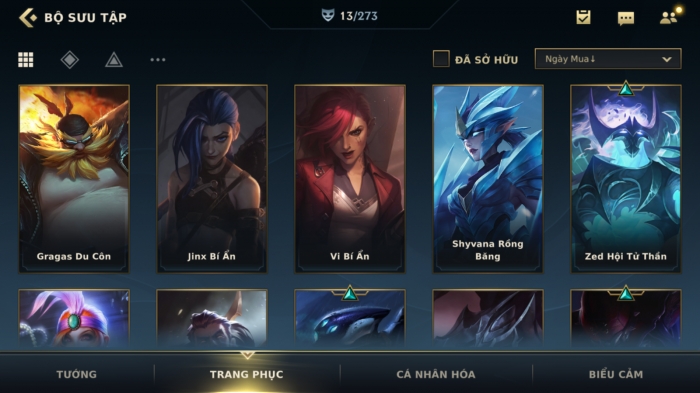 BỘ SƯU TẬP
13/273
ĐÃ SỞ HỮU
Ngày Mua↓
Gragas Du Côn
Jinx Bí Ẩn
Vi Bí Ẩn
Shyvana Rồng
Băng
Zed Hội Tử Thần
TƯỚNG
TRANG PHỤC
CÁ NHÂN HÓA
BIỂU CẢM